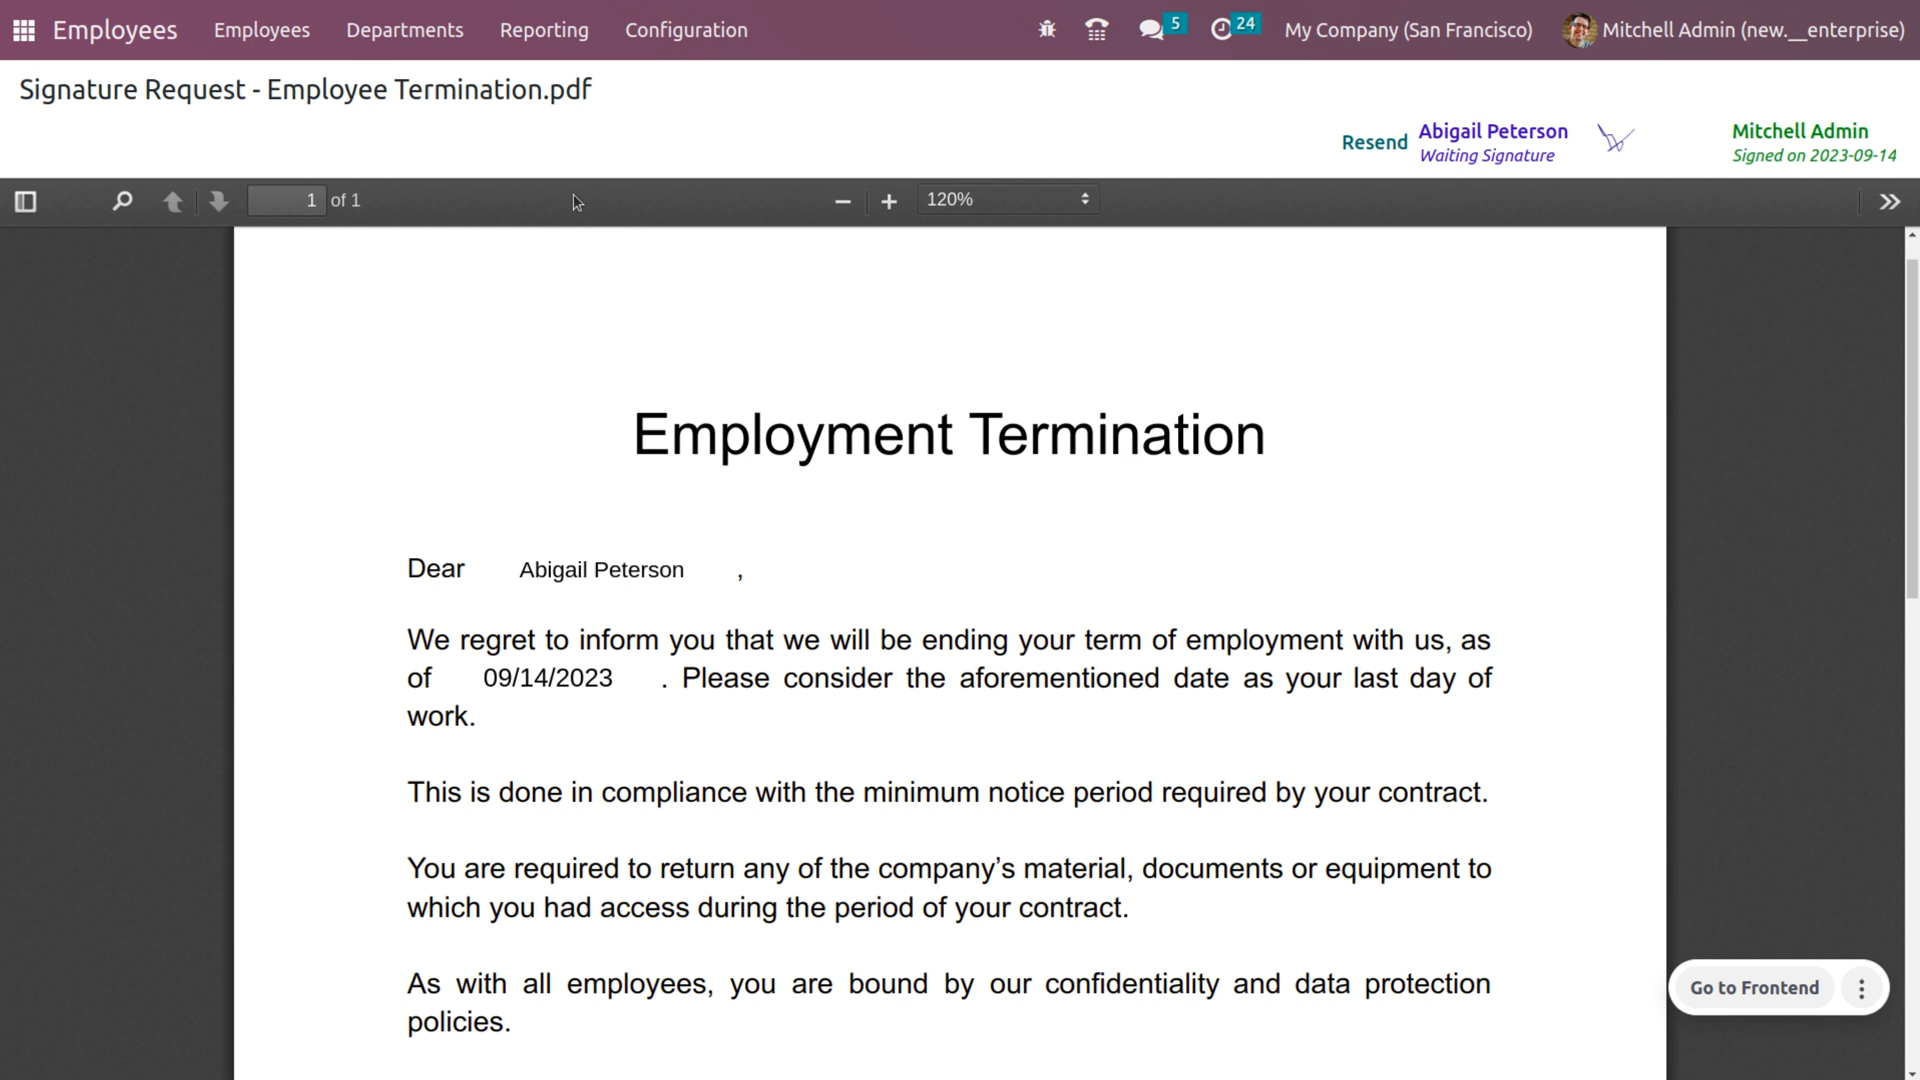 Employees Employees Departments Reporting Configuration 5 24 My Company (San Francisco) Mitchell Admin (new.__enterprise)
Signature Request - Employee Termination.pdf
Resend Abigail Peterson Mitchell Admin
Waiting Signature Signed on 2023-09-14
1 of 1 120%
Employment Termination
Dear Abigail Peterson ,
We regret to inform you that we will be ending your term of employment with us, as
of 09/14/2023 . Please consider the aforementioned date as your last day of
work.
This is done in compliance with the minimum notice period required by your contract.
You are required to return any of the company’s material, documents or equipment to
which you had access during the period of your contract.
As with all employees, you are bound by our confidentiality and data protection
policies.
Go to Frontend